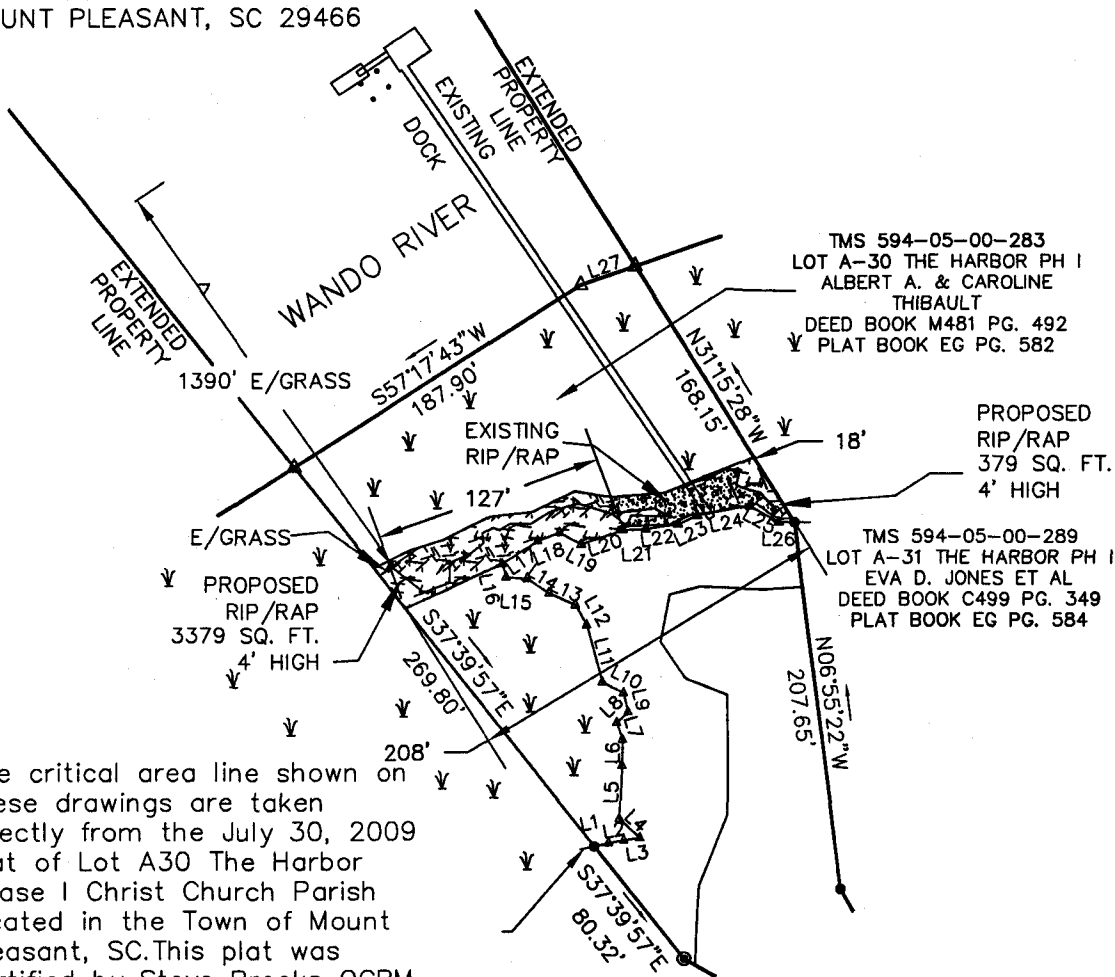 UNT PLEASANT, SC 29466
EXTENDED
PROPERTY
LINE
EXISTING
DOCK
WANDO RIVER
EXTENDED
PROPERTY
LINE
L27
TMS 594-05-00-283
LOT A-30 THE HARBOR PH I
ALBERT A. & CAROLINE
THIBAULT
DEED BOOK M481 PG. 492
PLAT BOOK EG PG. 582
S57°17'43"W
187.90'
N31°15'28"W
168.15'
1390' E/GRASS
EXISTING
RIP/RAP
18'
PROPOSED
RIP/RAP
379 SQ. FT.
4' HIGH
127'
E/GRASS
PROPOSED
RIP/RAP
3379 SQ. FT.
4' HIGH
L16
L17
L18
L19
L20
L21
L22
L23
L24
L25
L26
L15
L14
L13
L12
L11
L10
L9
L8
L7
L6
L5
L4
L3
L1
TMS 594-05-00-289
LOT A-31 THE HARBOR PH I
EVA D. JONES ET AL
DEED BOOK C499 PG. 349
PLAT BOOK EG PG. 584
S37°39'57"E
269.80'
208'
N06°55'22"W
207.65'
S37°39'57"E
80.32'
e critical area line shown on
ese drawings are taken
ectly from the July 30, 2009
at of Lot A30 The Harbor
ase I Christ Church Parish
cated in the Town of Mount
easant, SC.This plat was
rtified by Steve Brooks OCRM